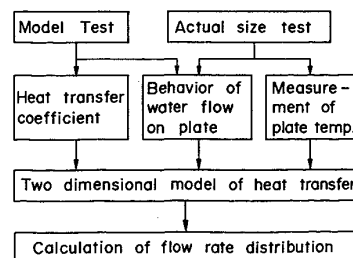 Model Test
Actual size test
Heat transfer
coefficient
Behavior of
water flow
on plate
Measure-
ment of
plate temp.
Two dimensional model of heat transfer
Calculation of flow rate distribution